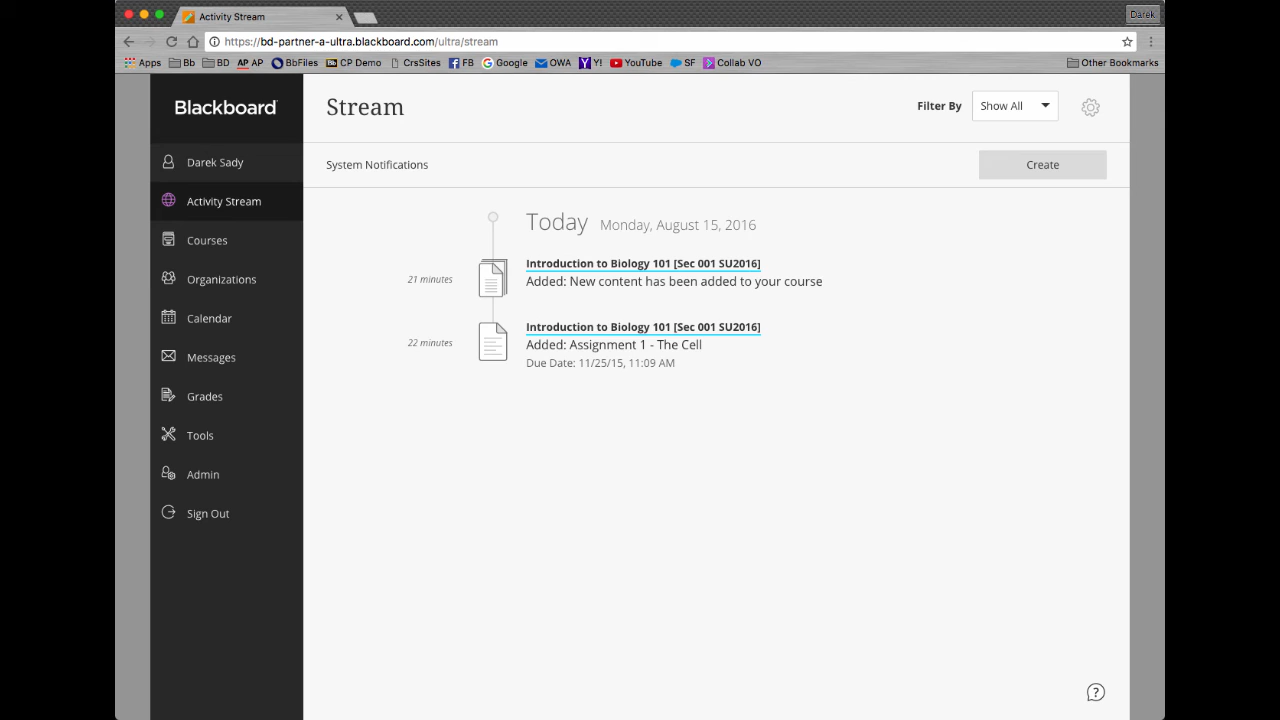 Activity Stream
Darek
https://bd-partner-a-ultra.blackboard.com/ultra/stream
Apps Bb BD AP AP BbFiles CP Demo CrsSites FB Google OWA Y! YouTube SF Collab VO Other Bookmarks
Blackboard
Stream
Filter By Show All
Darek Sady
System Notifications
Create
Activity Stream
Courses
Organizations
Calendar
Messages
Grades
Tools
Admin
Sign Out
Today Monday, August 15, 2016
Introduction to Biology 101 [Sec 001 SU2016]
21 minutes
Added: New content has been added to your course
Introduction to Biology 101 [Sec 001 SU2016]
22 minutes
Added: Assignment 1 - The Cell
Due Date: 11/25/15, 11:09 AM
?